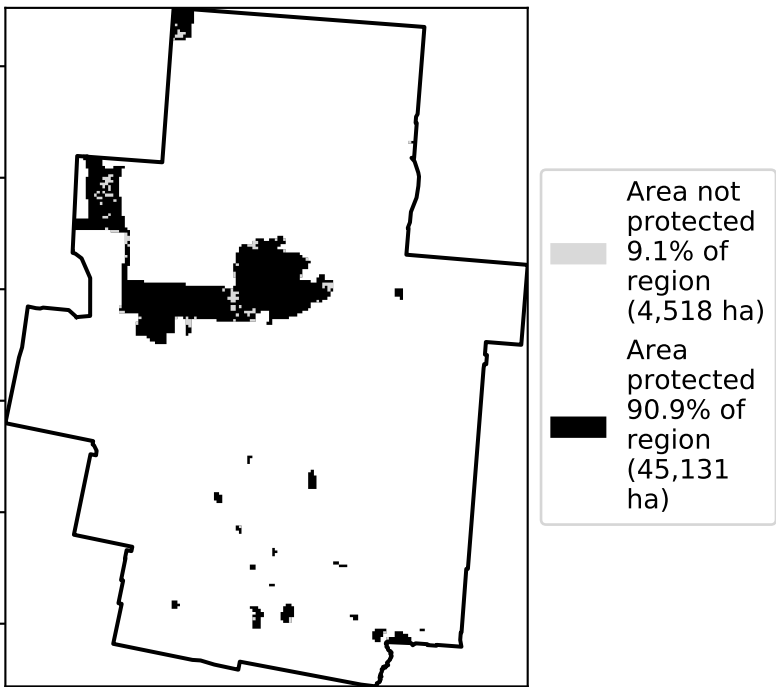 Area not
protected
9.1% of
region
(4,518 ha)
Area
protected
90.9% of
region
(45,131
ha)